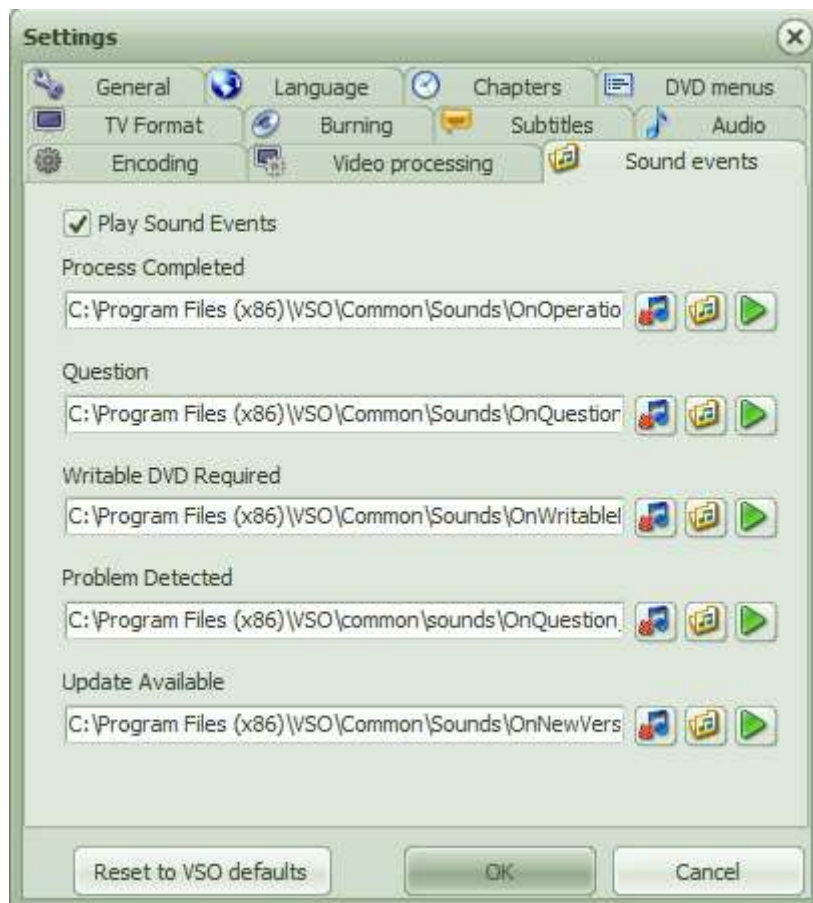 Settings
General Language Chapters DVD menus
TV Format Burning Subtitles Audio
Encoding Video processing Sound events
Play Sound Events
Process Completed
C:\Program Files (x86)\VSO\Common\Sounds\OnOperatio
Question
C:\Program Files (x86)\VSO\Common\Sounds\OnQuestion
Writable DVD Required
C:\Program Files (x86)\VSO\Common\Sounds\OnWritable
Problem Detected
C:\Program Files (x86)\VSO\common\sounds\OnQuestion_
Update Available
C:\Program Files (x86)\VSO\Common\Sounds\OnNewVers
Reset to VSO defaults OK Cancel